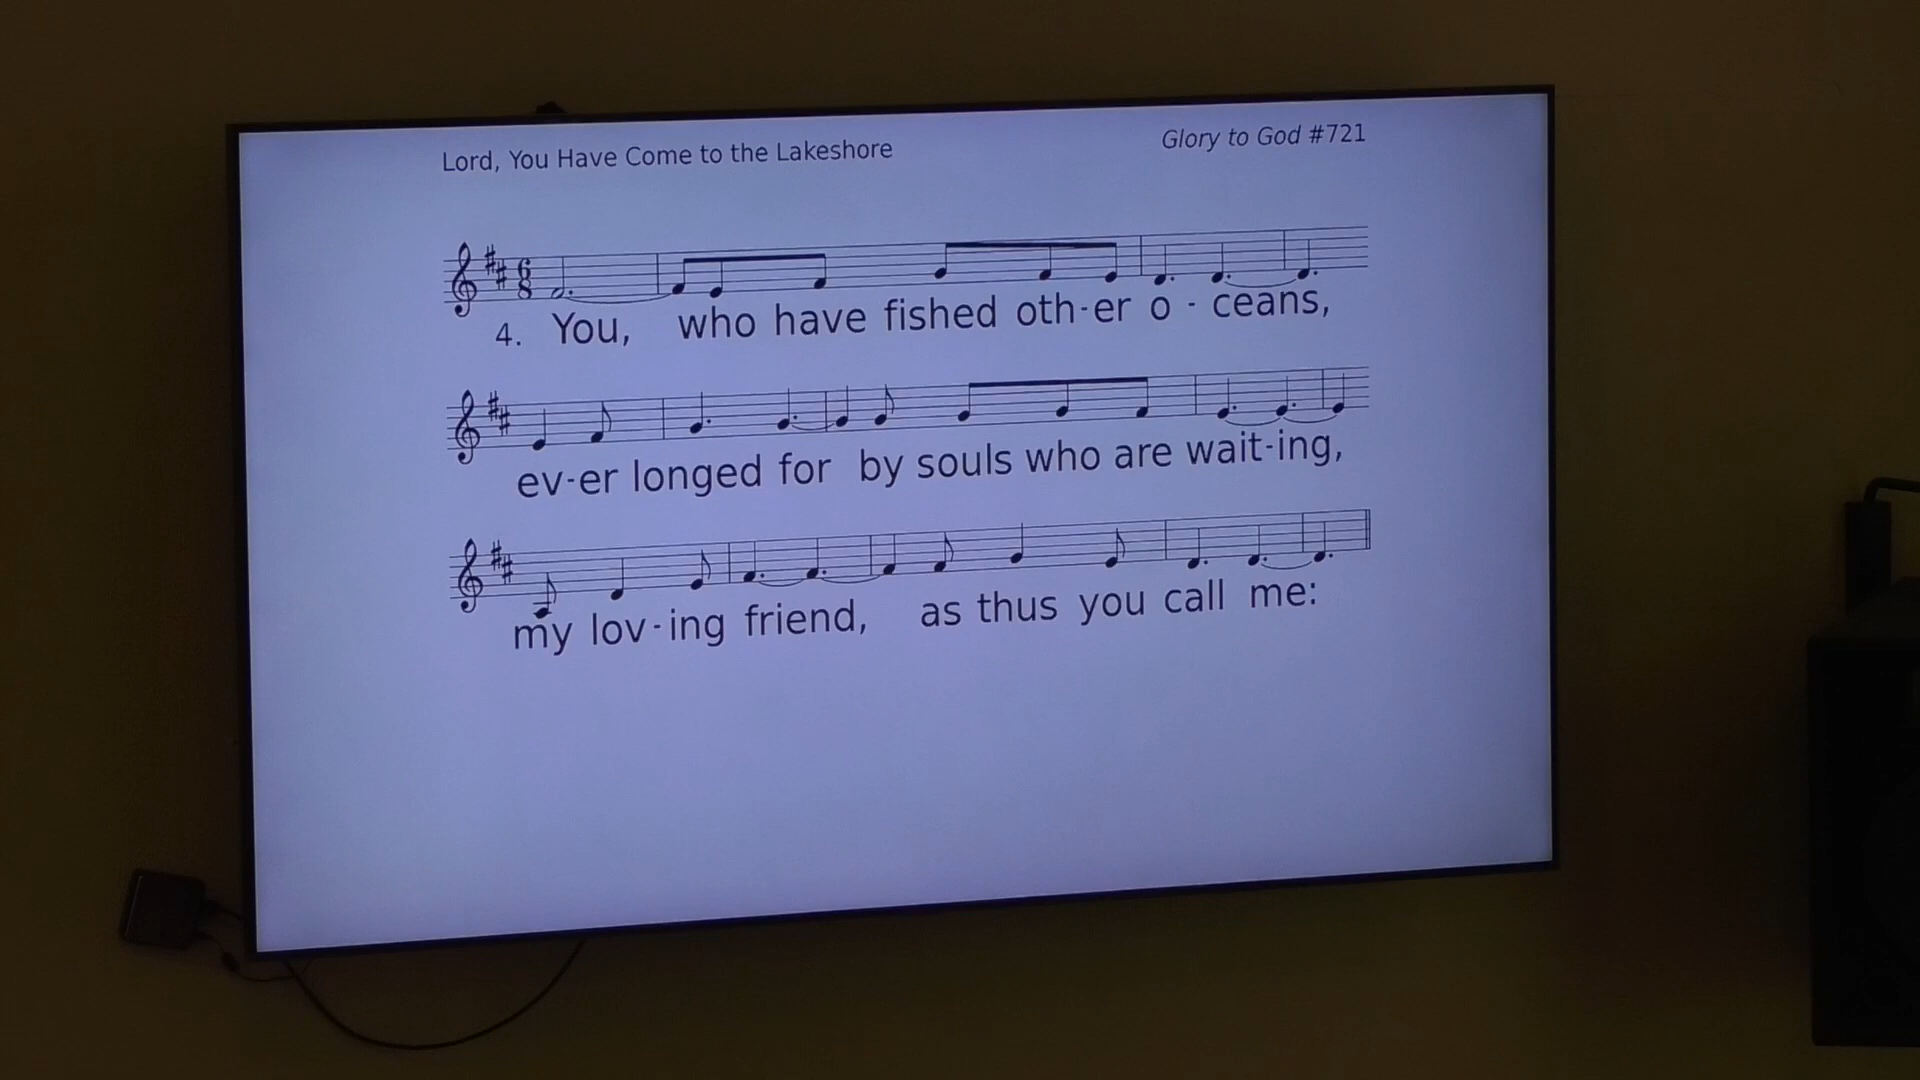 Lord, You Have Come to the Lakeshore
Glory to God #721
4. You, who have fished oth-er o - ceans,
ev-er longed for by souls who are wait-ing,
my lov-ing friend, as thus you call me: